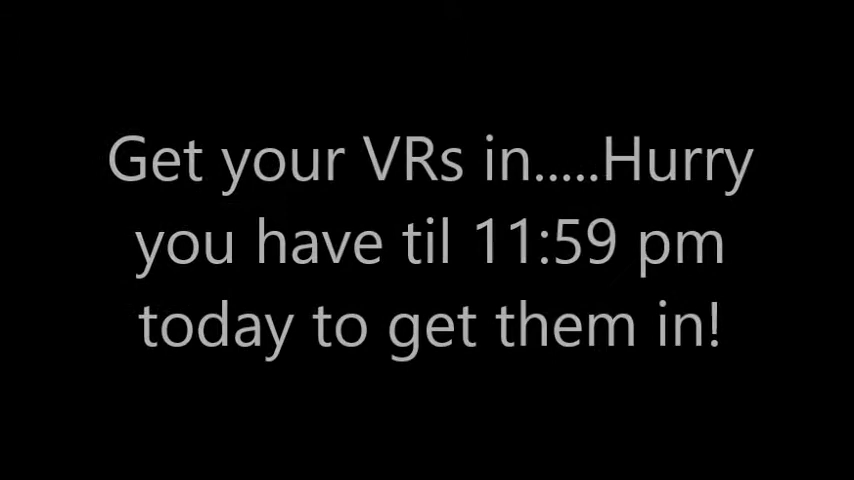 Get your VRs in.....Hurry
you have til 11:59 pm
today to get them in!